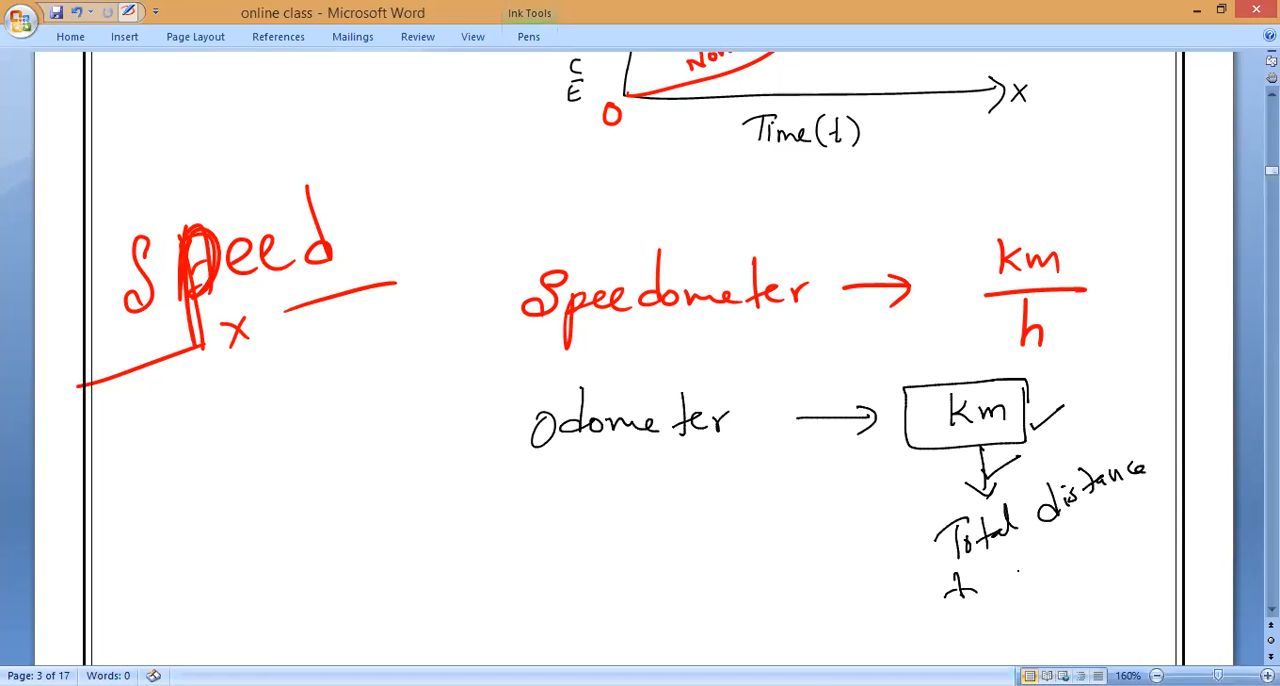 online class - Microsoft Word
Ink Tools
Home Insert Page Layout References Mailings Review View Pens
C
E
O
X
Time(t)
Speed
x
Speedometer → km
h
Odometer → km
Total distance
Page: 3 of 17 Words: 0 160%